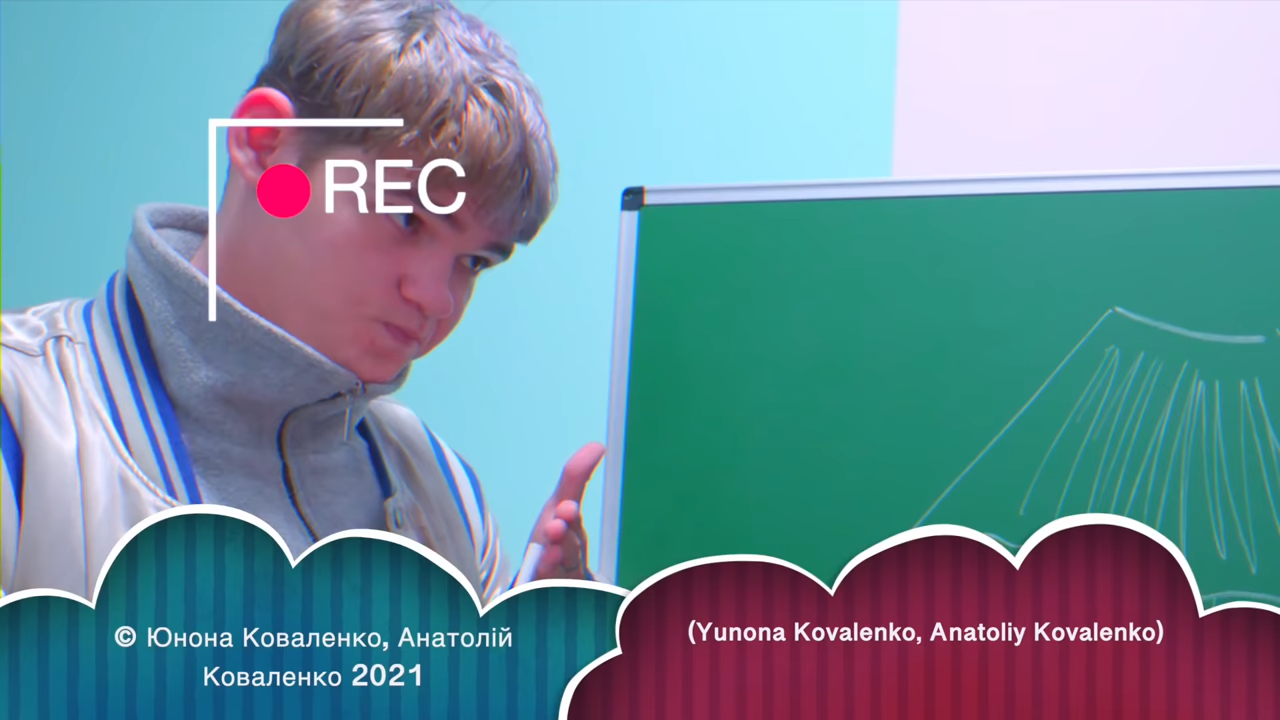 REC
© Юнона Коваленко, Анатолій
Коваленко 2021
(Yunona Kovalenko, Anatoliy Kovalenko)